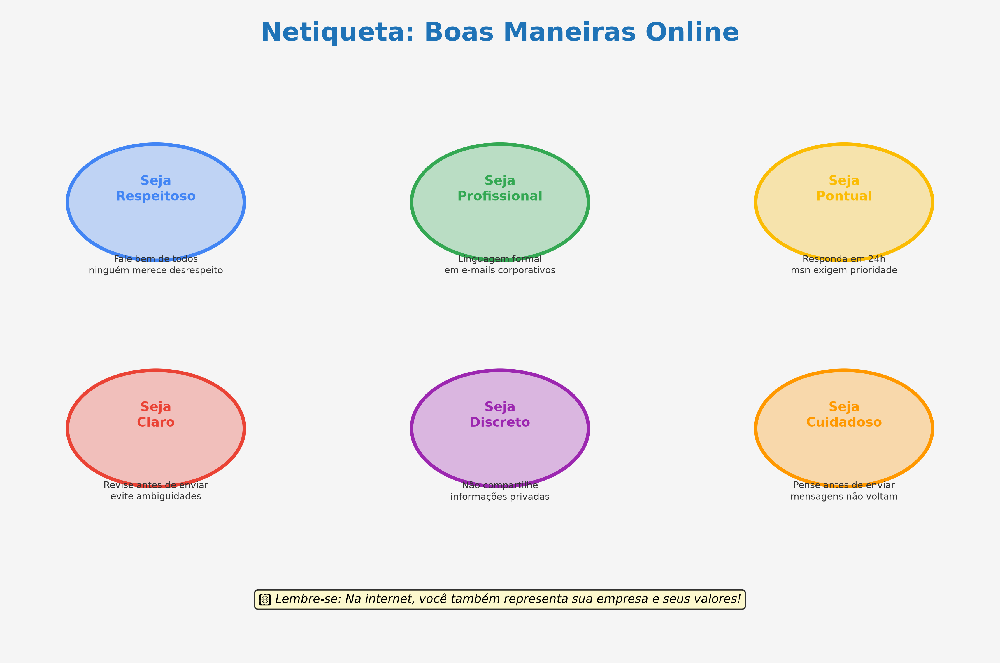 Netiqueta: Boas Maneiras Online
Seja
Respeitoso
Fale bem de todos
ninguém merece desrespeito
Seja
Profissional
Linguagem formal
em e-mails corporativos
Seja
Pontual
Responda em 24h
msn exigem prioridade
Seja
Claro
Revise antes de enviar
evite ambiguidades
Seja
Discreto
Não compartilhe
informações privadas
Seja
Cuidadoso
Pense antes de enviar
mensagens não voltam
Lembre-se: Na internet, você também representa sua empresa e seus valores!